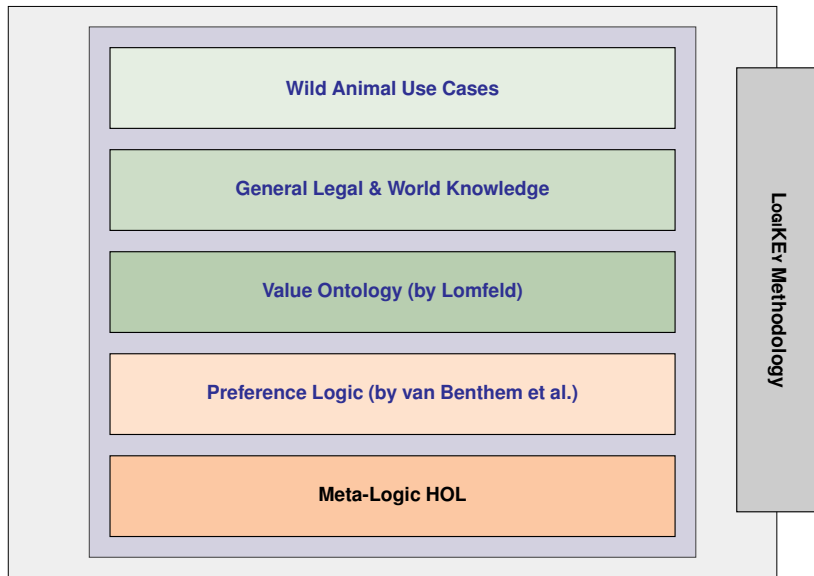 Wild Animal Use Cases
General Legal & World Knowledge
Value Ontology (by Lomfeld)
Preference Logic (by van Benthem et al.)
Meta-Logic HOL
LogiKEy Methodology